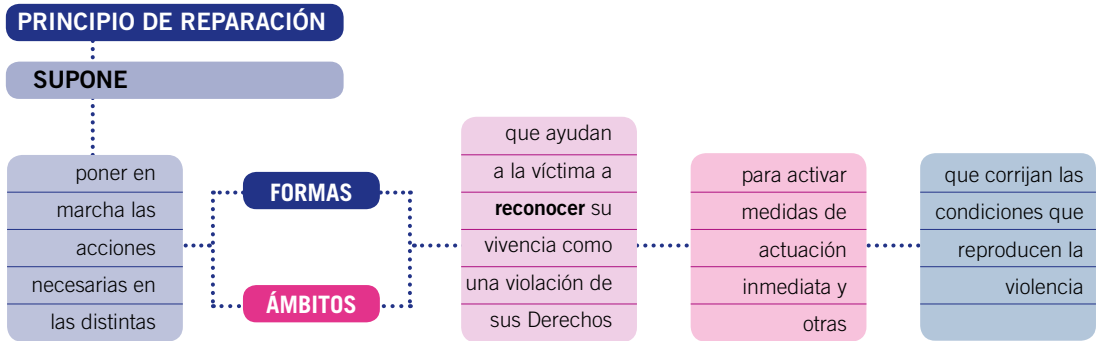 PRINCIPIO DE REPARACIÓN
SUPONE
poner en
marcha las
acciones
necesarias en
las distintas
FORMAS
ÁMBITOS
que ayudan
a la víctima a
reconocer su
vivencia como
una violación de
sus Derechos
para activar
medidas de
actuación
inmediata y
otras
que corrijan las
condiciones que
reproducen la
violencia